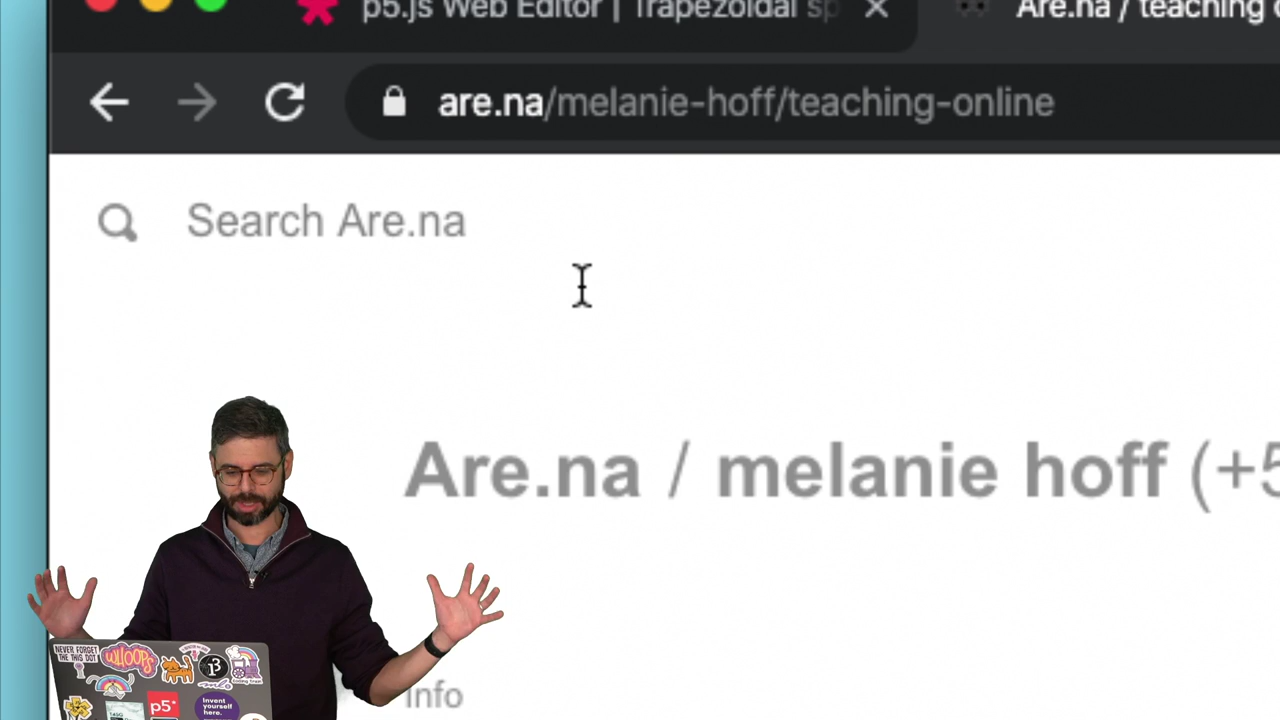 p5.js Web Editor | Trapezoidal sp
Are.na / teaching
are.na/melanie-hoff/teaching-online
Search Are.na
Are.na / melanie hoff (+5
Info
NEVER FORGET
THE THIS DOT
WHOOPS
p5*
Invent
yourself
here.